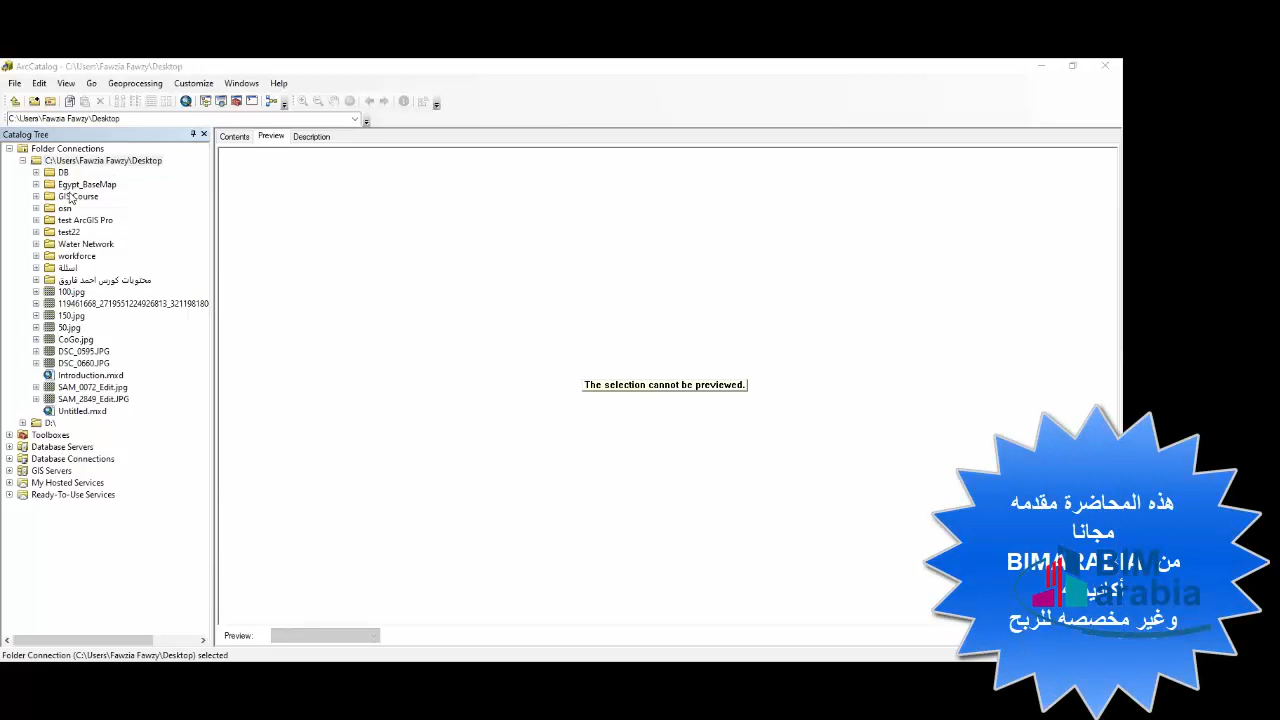 ArcCatalog - C:\Users\Fawzia Fawzy\Desktop
File Edit View Go Geoprocessing Customize Windows Help
C:\Users\Fawzia Fawzy\Desktop
Catalog Tree
Contents Preview Description
Folder Connections
C:\Users\Fawzia Fawzy\Desktop
DB
Egypt_BaseMap
GIS Course
osn
test ArcGIS Pro
test22
Water Network
workforce
اسئلة
محتويات كورس احمد فاروق
100.jpg
119461668_2719551224926813_321198180
150.jpg
50.jpg
CoGo.jpg
DSC_0595.JPG
DSC_0660.JPG
Introduction.mxd
SAM_0072_Edit.jpg
SAM_2849_Edit.JPG
Untitled.mxd
D:\
Toolboxes
Database Servers
Database Connections
GIS Servers
My Hosted Services
Ready-To-Use Services
The selection cannot be previewed.
Preview:
Folder Connection (C:\Users\Fawzia Fawzy\Desktop) selected
هذه المحاضرة مقدمه
مجانا
من BIMARABIA
وغير مخصصه للربح
BIM
arabia